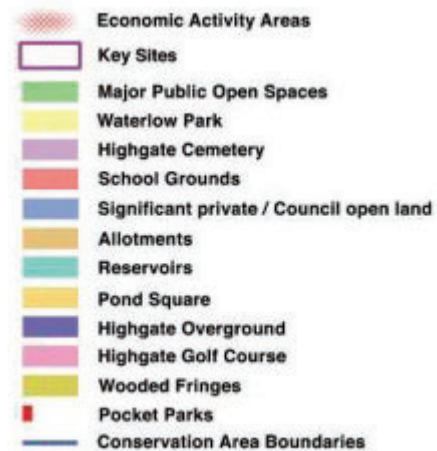 Economic Activity Areas
Key Sites
Major Public Open Spaces
Waterlow Park
Highgate Cemetery
School Grounds
Significant private / Council open land
Allotments
Reservoirs
Pond Square
Highgate Overground
Highgate Golf Course
Wooded Fringes
Pocket Parks
Conservation Area Boundaries